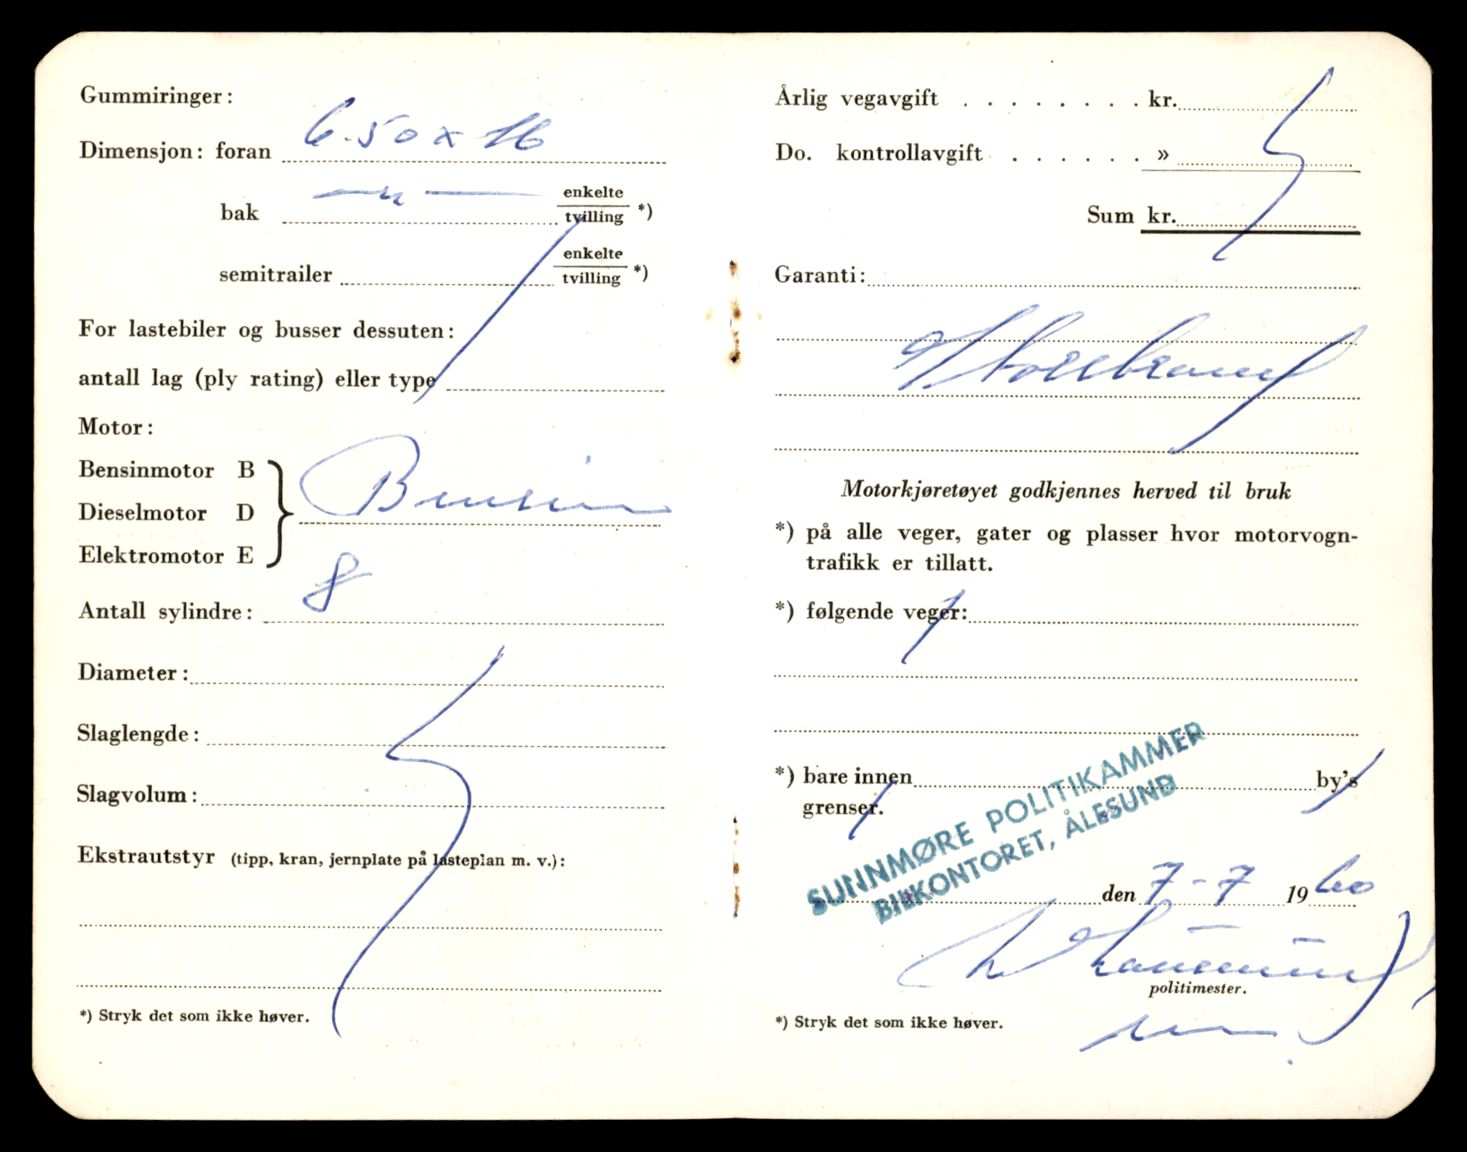 Gummiringer:
Dimensjon: foran 6.50 x 16
bak — " — enkelte
tvilling *)
semitrailer enkelte
tvilling *)
For lastebiler og busser dessuten:
antall lag (ply rating) eller type
Motor:
Bensinmotor B
Dieselmotor D Bensin
Elektromotor E
Antall sylindre: 8
Diameter:
Slaglengde:
Slagvolum:
Ekstrautstyr (tipp, kran, jernplate på lasteplan m. v.):
*) Stryk det som ikke høver.
Årlig vegavgift . . . . . . . . kr.
Do. kontrollavgift . . . . . . »
Sum kr.
Garanti:
Storebrand
Motorkjøretøyet godkjennes herved til bruk
*) på alle veger, gater og plasser hvor motorvogn-
trafikk er tillatt.
*) følgende veger:
*) bare innen by's
grenser.
SUNNMØRE POLITIKAMMER
BILKONTORET, ÅLESUND
den 7-7 1960
politimester.
*) Stryk det som ikke høver.